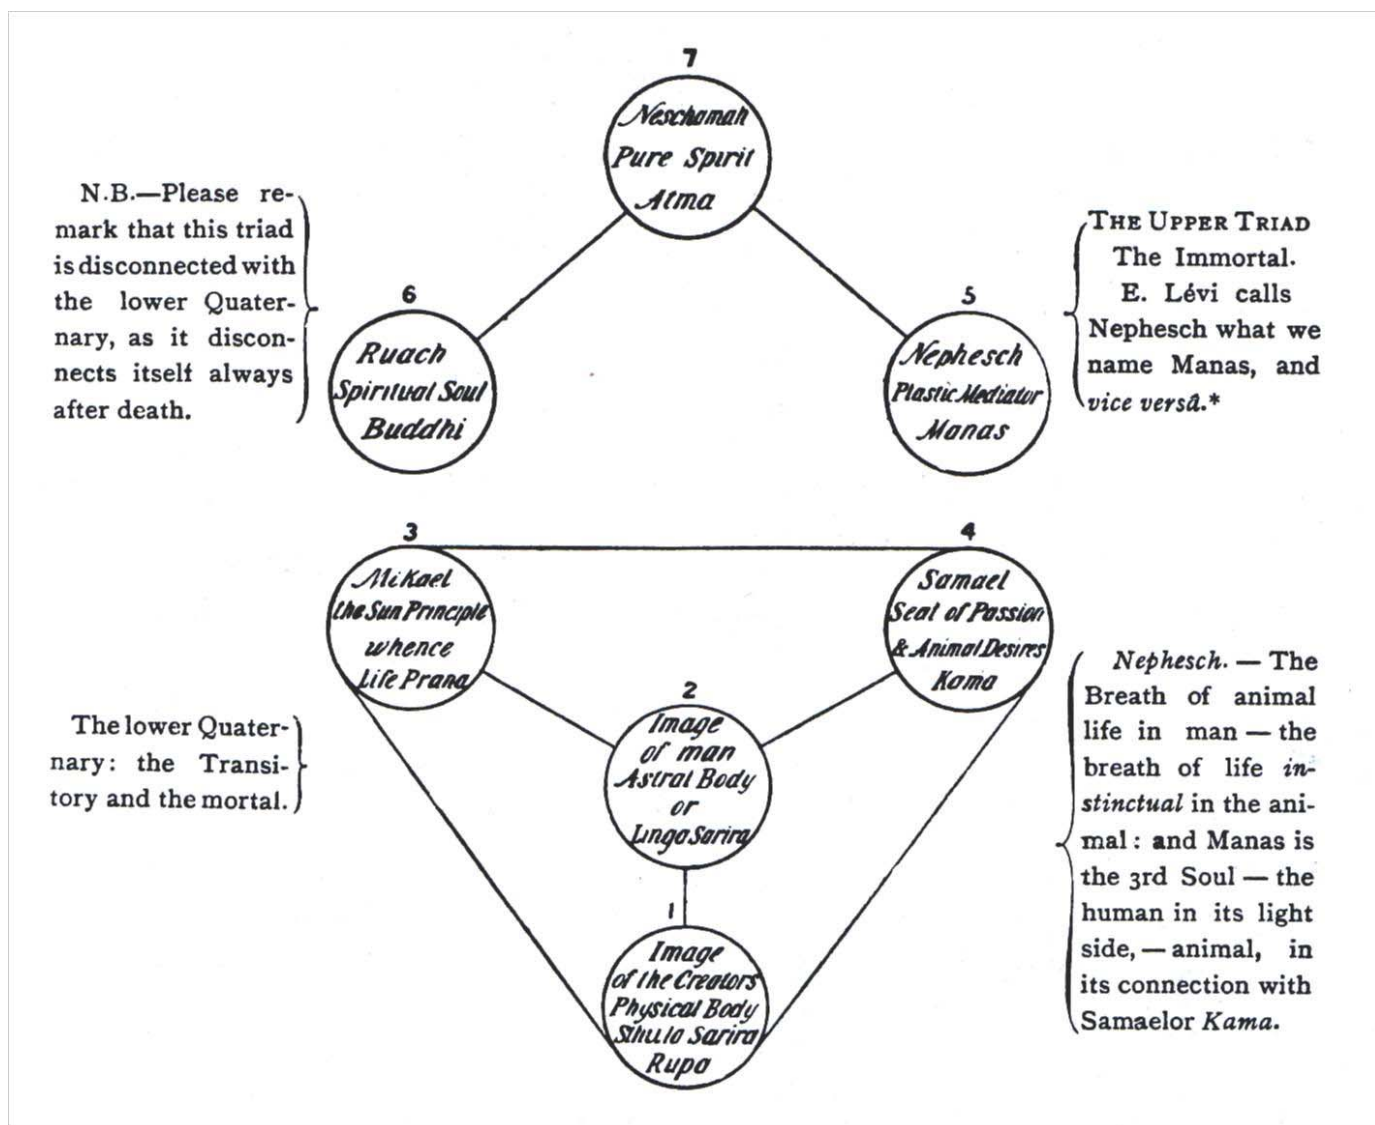 7
Neschamah
Pure Spirit
Atma
N.B.—Please re-
mark that this triad
is disconnected with
the lower Quater-
nary, as it discon-
nects itself always
after death.
6
Ruach
Spiritual Soul
Buddhi
5
Nephesch
Plastic Mediator
Manas
THE UPPER TRIAD
The Immortal.
E. Lévi calls
Nephesch what we
name Manas, and
vice versâ.*
3
Mikael
the Sun Principle
whence
Life Prana
4
Samael
Seat of Passion
& Animal Desires
Kama
2
Image
of man
Astral Body
or
Linga Sarira
The lower Quater-
nary: the Transi-
tory and the mortal.
1
Image
of the Creators
Physical Body
Sthula Sarira
Rupa
Nephesch. — The
Breath of animal
life in man — the
breath of life in-
stinctual in the ani-
mal: and Manas is
the 3rd Soul — the
human in its light
side, — animal, in
its connection with
Samaelor Kama.